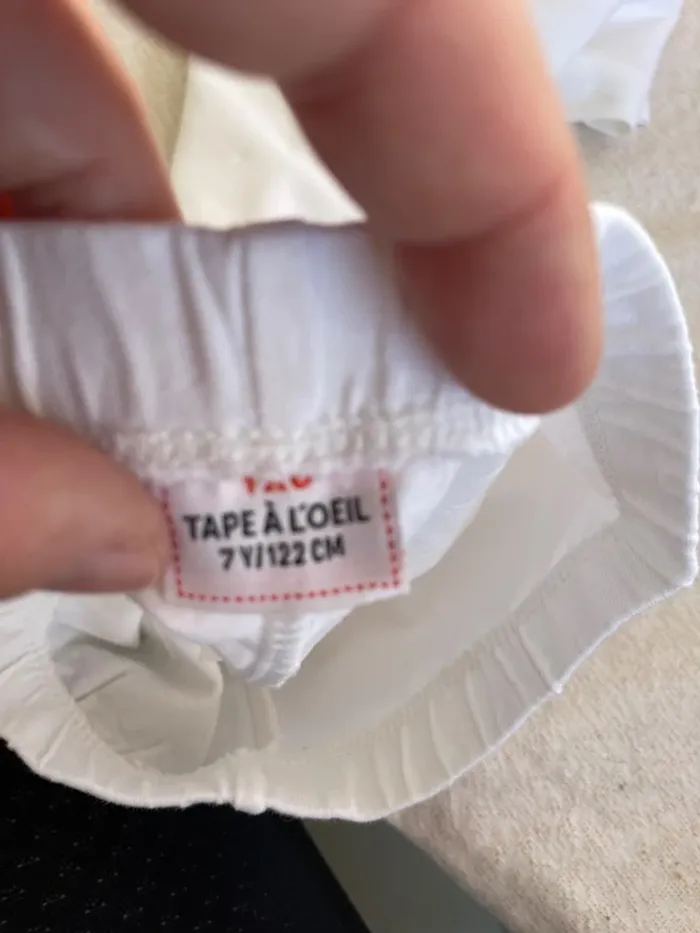 TAPE À L'OEIL
7 Y/122 CM